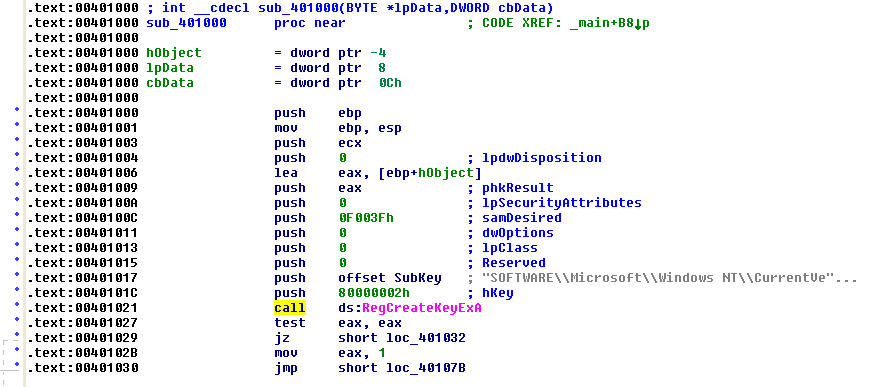 .text:00401000 ; int __cdecl sub_401000(BYTE *lpData,DWORD cbData)
.text:00401000 sub_401000 proc near ; CODE XREF: _main+B8↓p
.text:00401000
.text:00401000 hObject = dword ptr -4
.text:00401000 lpData = dword ptr 8
.text:00401000 cbData = dword ptr 0Ch
.text:00401000
.text:00401000 push ebp
.text:00401001 mov ebp, esp
.text:00401003 push ecx
.text:00401004 push 0 ; lpdwDisposition
.text:00401006 lea eax, [ebp+hObject]
.text:00401009 push eax ; phkResult
.text:0040100A push 0 ; lpSecurityAttributes
.text:0040100C push 0F003Fh ; samDesired
.text:00401011 push 0 ; dwOptions
.text:00401013 push 0 ; lpClass
.text:00401015 push 0 ; Reserved
.text:00401017 push offset SubKey ; "SOFTWARE\\Microsoft\\Windows NT\\CurrentVe"...
.text:0040101C push 80000002h ; hKey
.text:00401021 call ds:RegCreateKeyExA
.text:00401027 test eax, eax
.text:00401029 jz short loc_401032
.text:0040102B mov eax, 1
.text:00401030 jmp short loc_40107B